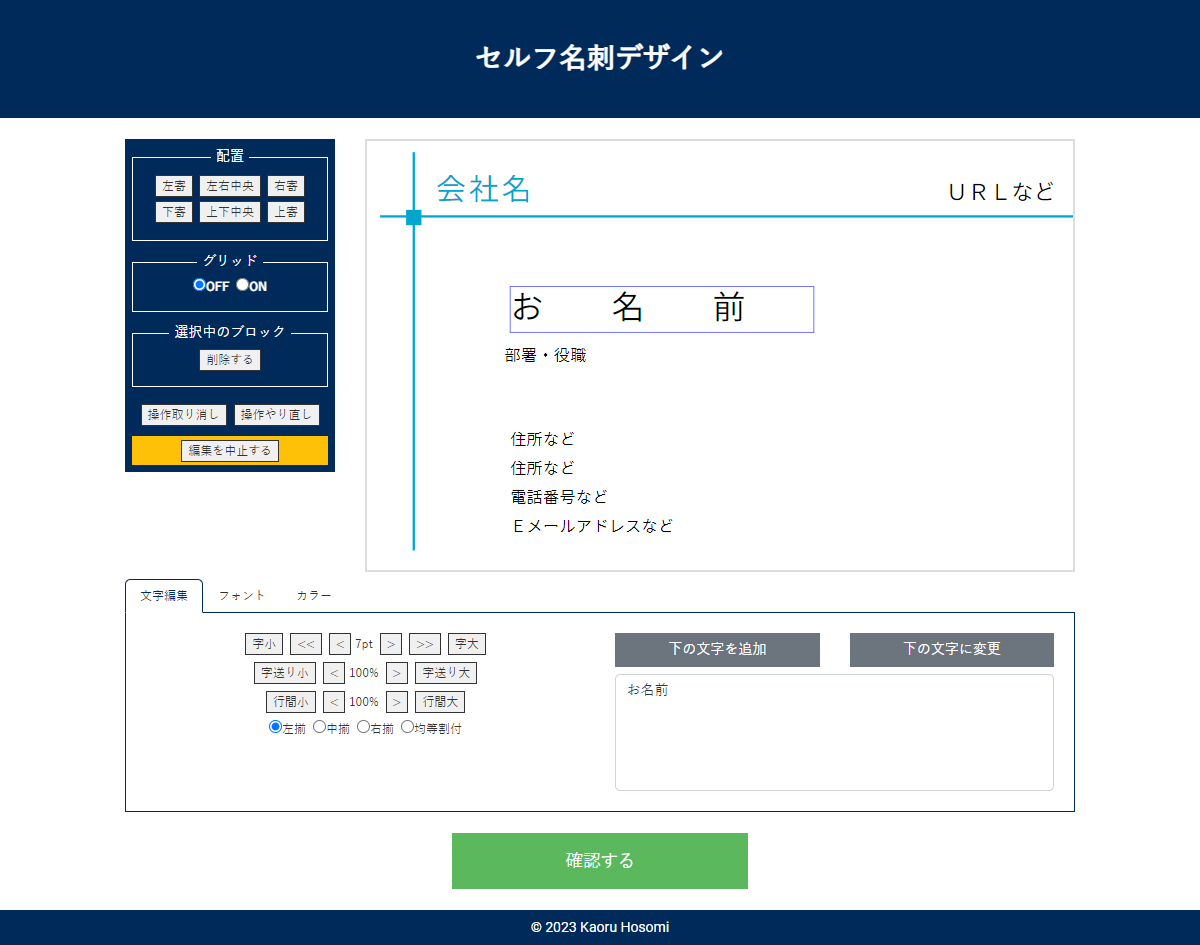 セルフ名刺デザイン
配置
左寄 左右中央 右寄
下寄 上下中央 上寄
グリッド
OFF ON
選択中のブロック
削除する
操作取り消し 操作やり直し
編集を中止する
会社名
ＵＲＬなど
お 名 前
部署・役職
住所など
住所など
電話番号など
Ｅメールアドレスなど
文字編集 フォント カラー
字小 << < 7pt > >> 字大
字送り小 < 100% > 字送り大
行間小 < 100% > 行間大
左揃 中揃 右揃 均等割付
下の文字を追加 下の文字に変更
お名前
確認する
© 2023 Kaoru Hosomi